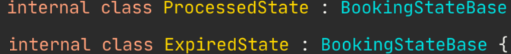 internal class ProcessedState : BookingStateBase
internal class ExpiredState : BookingStateBase {